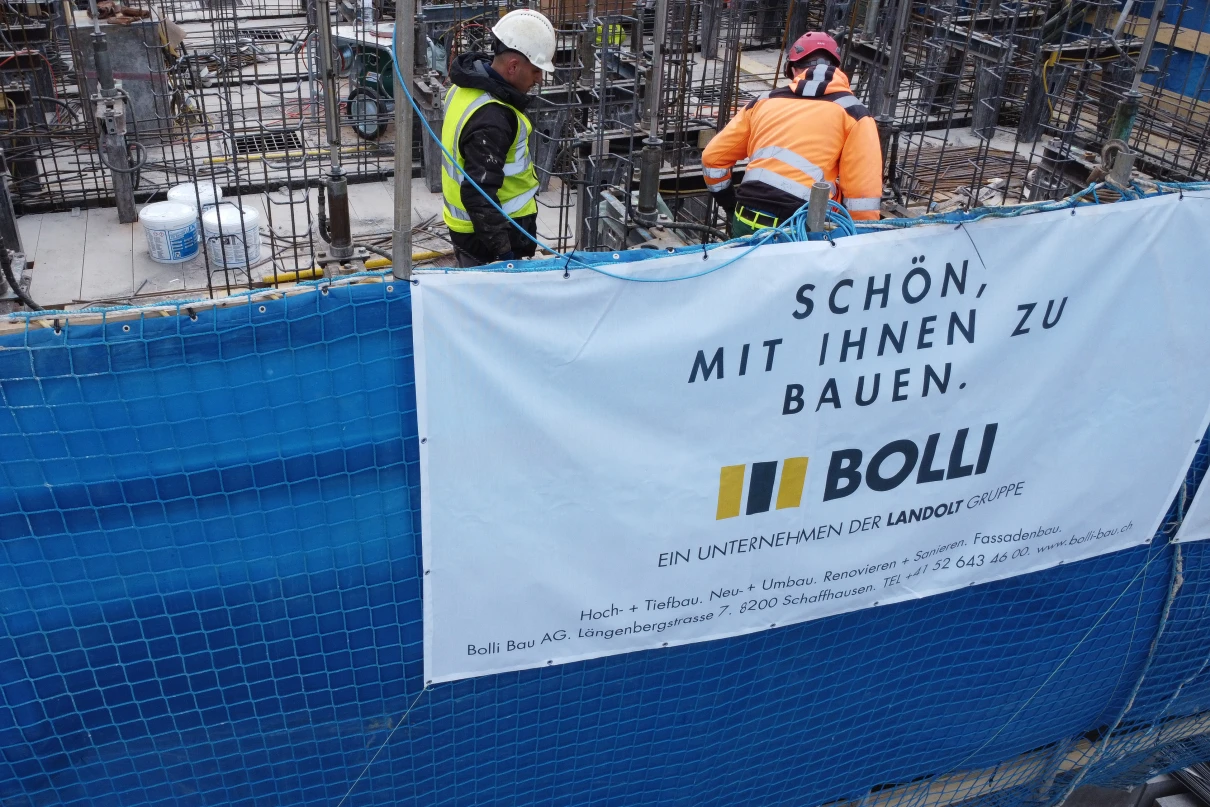 SCHÖN,
MIT IHNEN ZU
BAUEN.
BOLLI
EIN UNTERNEHMEN DER LANDOLT GRUPPE
Hoch- + Tiefbau. Neu- + Umbau. Renovieren + Sanieren. Fassadenbau.
Bolli Bau AG. Längenbergstrasse 7. 8200 Schaffhausen. TEL +41 52 643 46 00. www.bolli-bau.ch